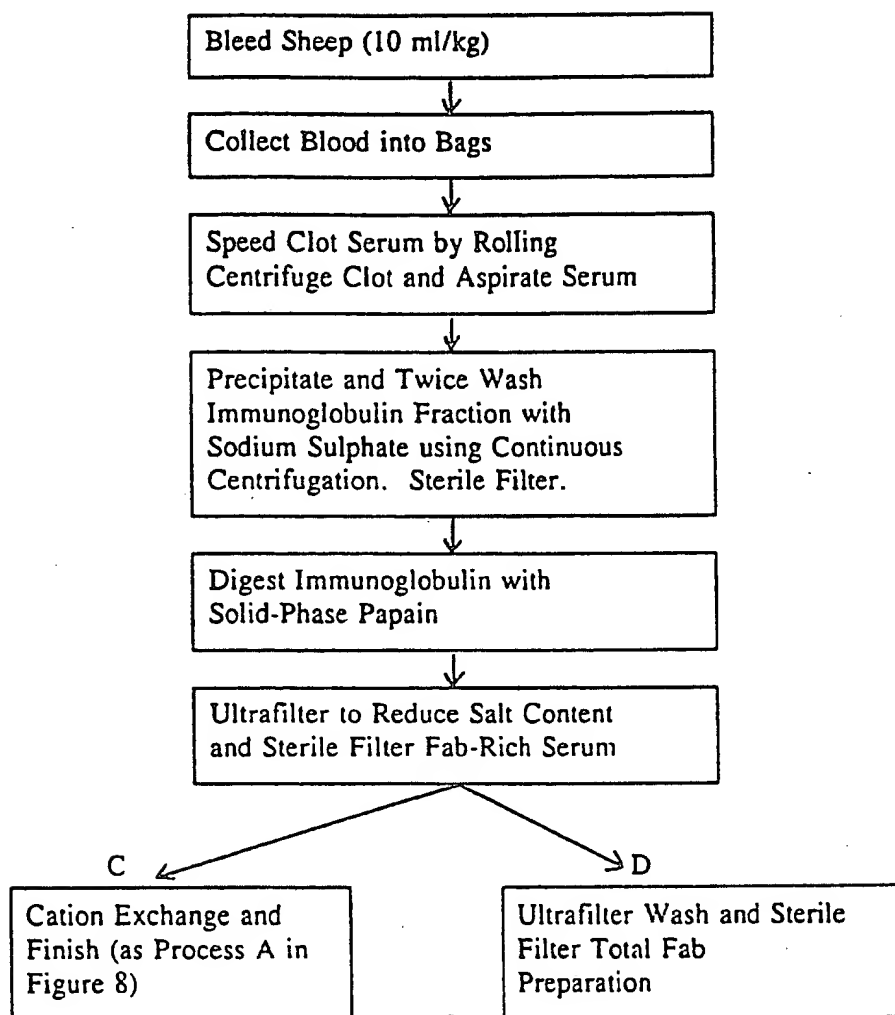 Bleed Sheep (10 ml/kg)
Collect Blood into Bags
Speed Clot Serum by Rolling
Centrifuge Clot and Aspirate Serum
Precipitate and Twice Wash
Immunoglobulin Fraction with
Sodium Sulphate using Continuous
Centrifugation. Sterile Filter.
Digest Immunoglobulin with
Solid-Phase Papain
Ultrafilter to Reduce Salt Content
and Sterile Filter Fab-Rich Serum
C
Cation Exchange and
Finish (as Process A in
Figure 8)
D
Ultrafilter Wash and Sterile
Filter Total Fab
Preparation